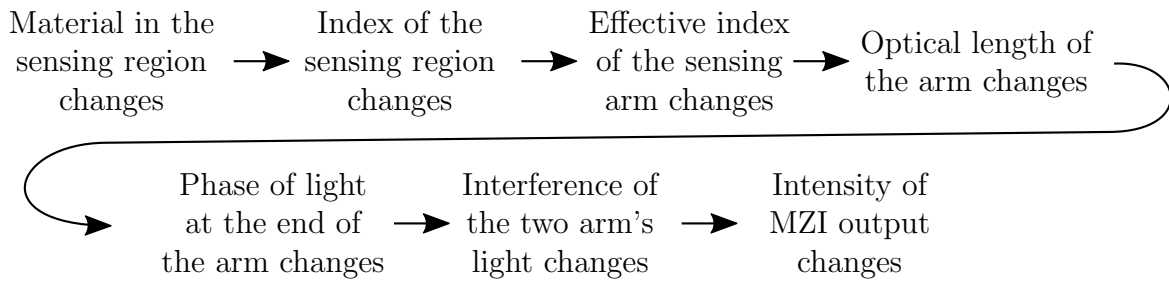 Material in the
sensing region
changes
Index of the
sensing region
changes
Effective index
of the sensing
arm changes
Optical length of
the arm changes
Phase of light
at the end of
the arm changes
Interference of
the two arm's
light changes
Intensity of
MZI output
changes